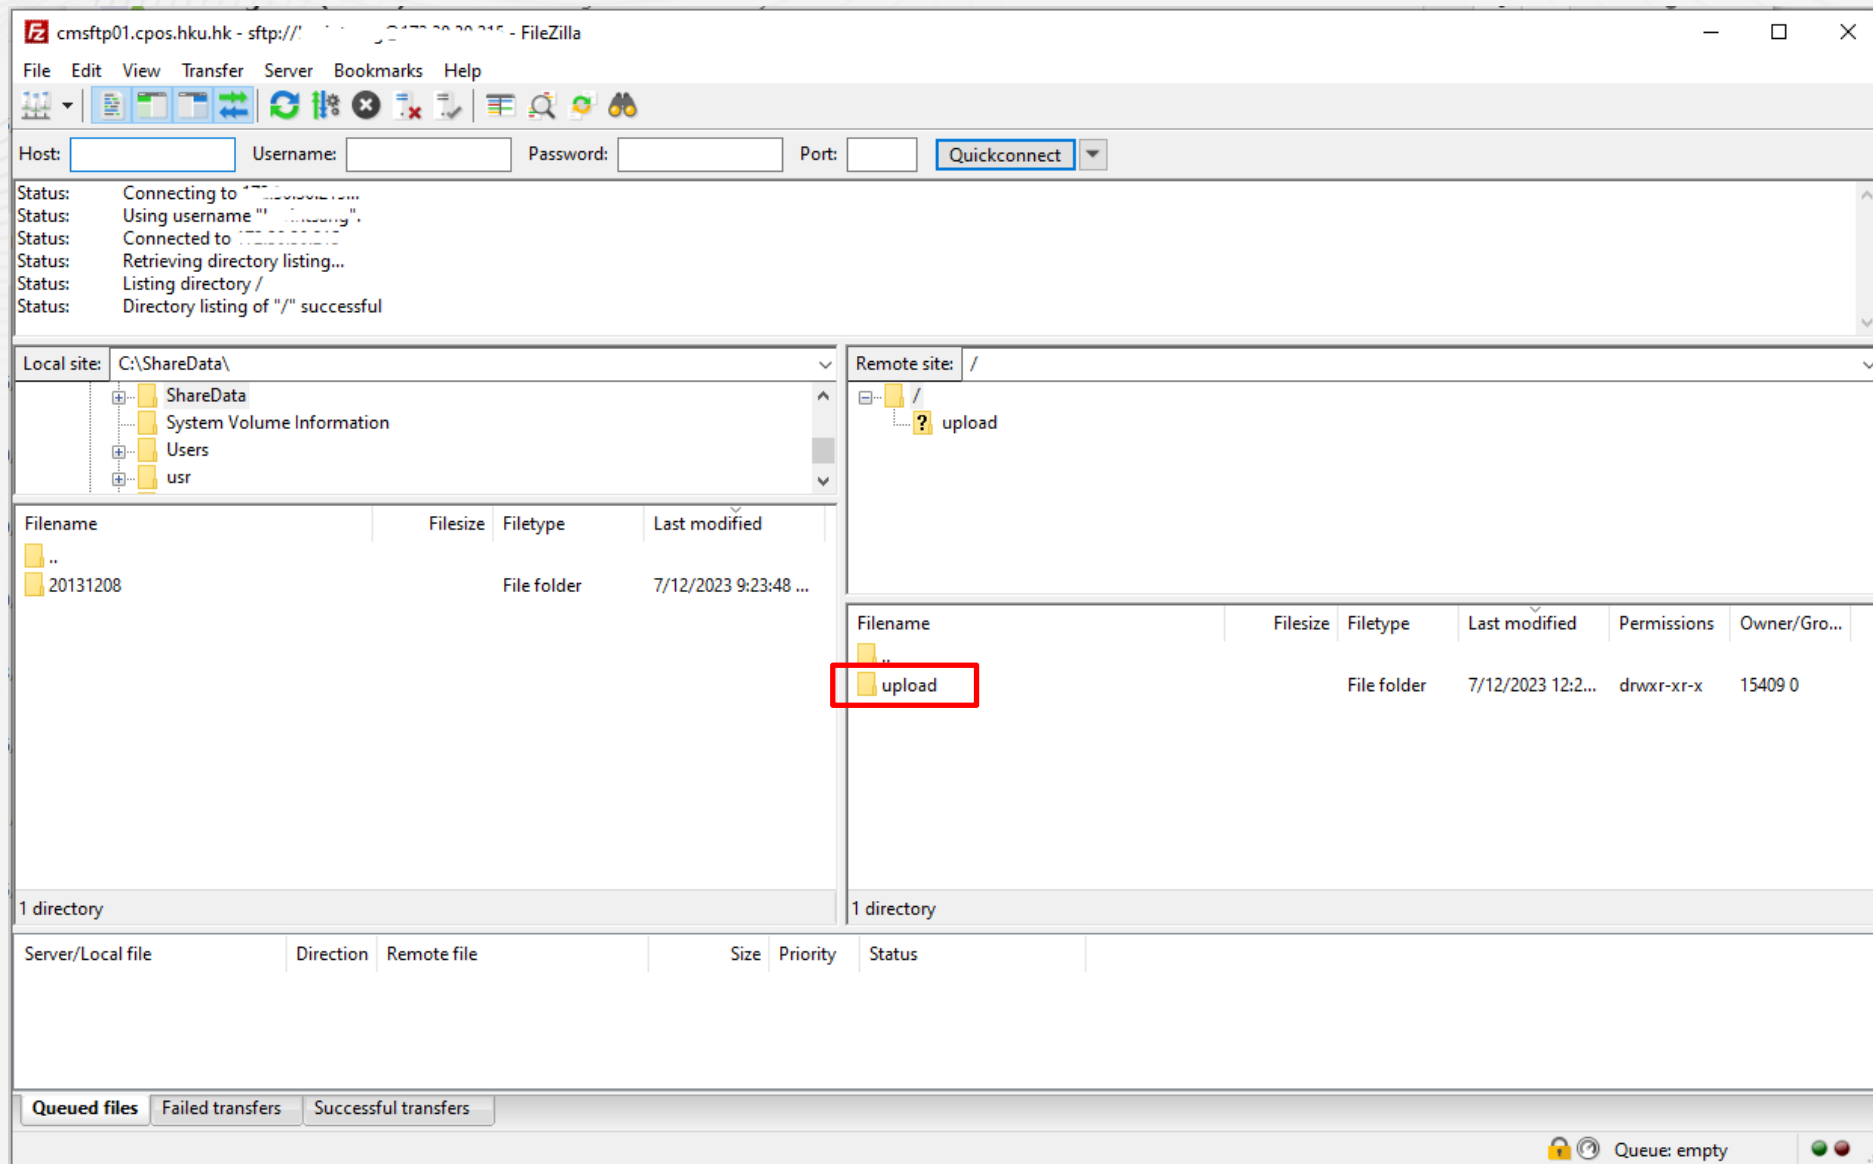 cmsftp01.cpos.hku.hk - sftp:// - FileZilla
File Edit View Transfer Server Bookmarks Help
Host: Username: Password: Port: Quickconnect
Status: Connecting to
Status: Using username
Status: Connected to
Status: Retrieving directory listing...
Status: Listing directory /
Status: Directory listing of "/" successful
Local site: C:\ShareData\
ShareData
System Volume Information
Users
usr
Filename Filesize Filetype Last modified
..
20131208 File folder 7/12/2023 9:23:48 ...
1 directory
Remote site: /
/
? upload
Filename Filesize Filetype Last modified Permissions Owner/Gro...
..
upload File folder 7/12/2023 12:2... drwxr-xr-x 15409 0
1 directory
Server/Local file Direction Remote file Size Priority Status
Queued files Failed transfers Successful transfers
Queue: empty